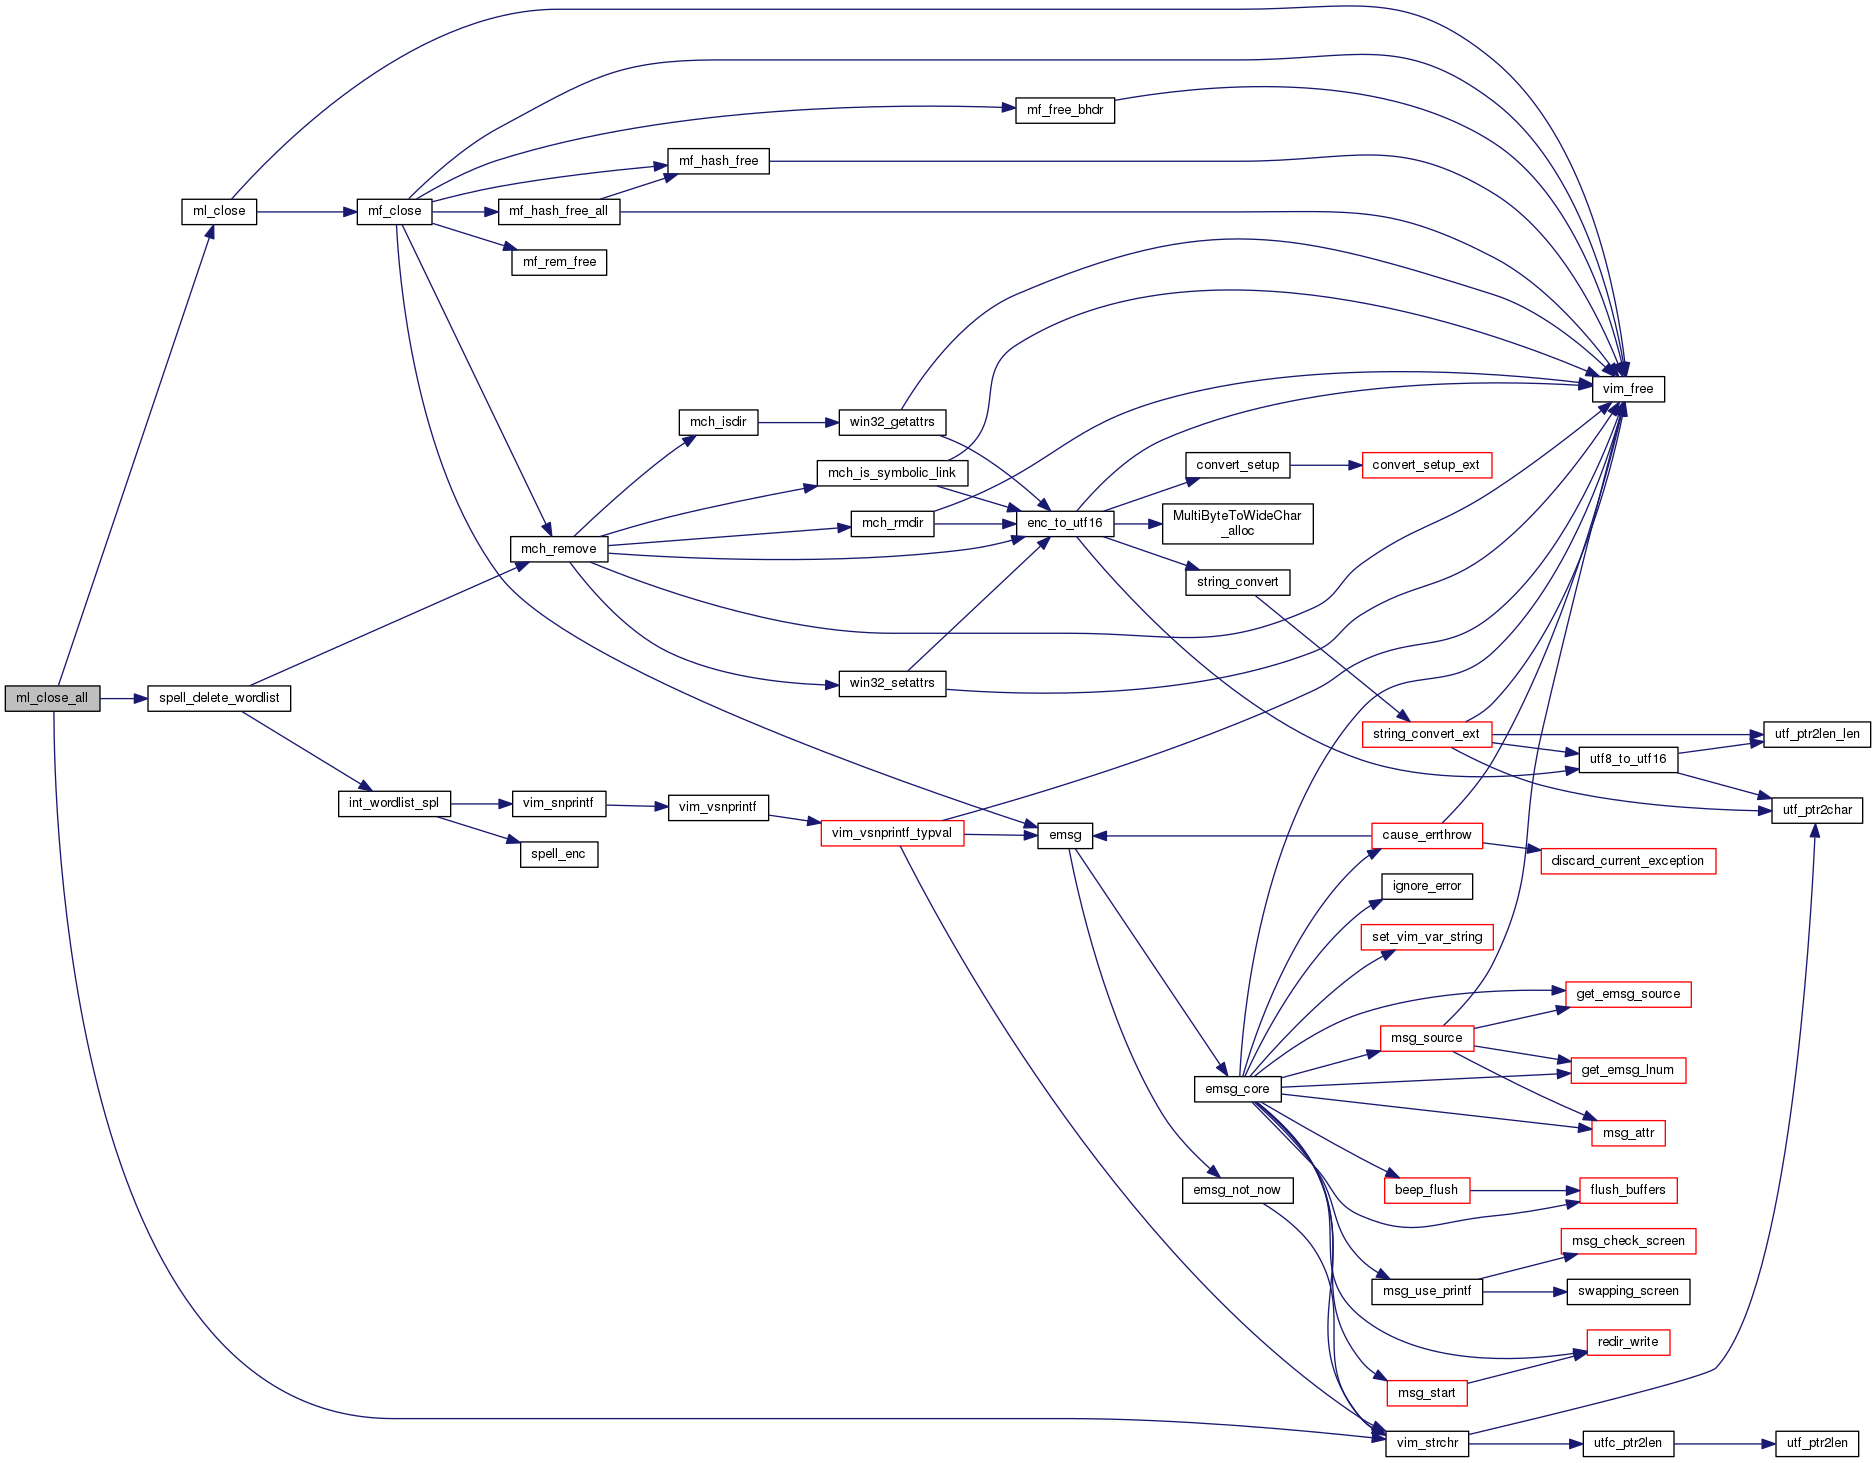 mf_free_bhdr
mf_hash_free
ml_close
mf_close
mf_hash_free_all
mf_rem_free
vim_free
mch_isdir
win32_getattrs
mch_is_symbolic_link
convert_setup
convert_setup_ext
mch_rmdir
enc_to_utf16
MultiByteToWideChar
_alloc
mch_remove
string_convert
win32_setattrs
ml_close_all
spell_delete_wordlist
string_convert_ext
utf_ptr2len_len
utf8_to_utf16
int_wordlist_spl
vim_snprintf
vim_vsnprintf
utf_ptr2char
vim_vsnprintf_typval
emsg
cause_errthrow
spell_enc
discard_current_exception
ignore_error
set_vim_var_string
get_emsg_source
msg_source
get_emsg_lnum
emsg_core
msg_attr
emsg_not_now
beep_flush
flush_buffers
msg_check_screen
msg_use_printf
swapping_screen
redir_write
msg_start
vim_strchr
utfc_ptr2len
utf_ptr2len